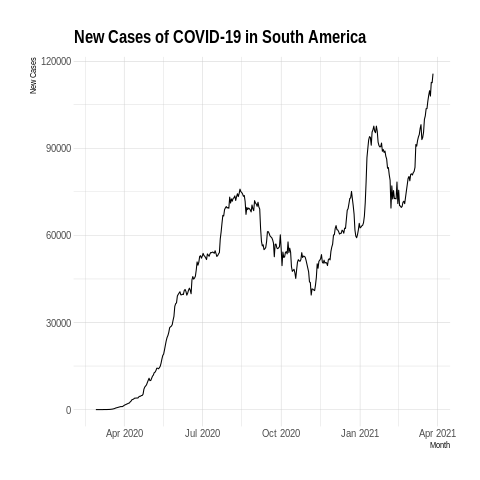 New Cases of COVID-19 in South America
New Cases
120000
90000
60000
30000
0
Apr 2020 Jul 2020 Oct 2020 Jan 2021 Apr 2021
Month